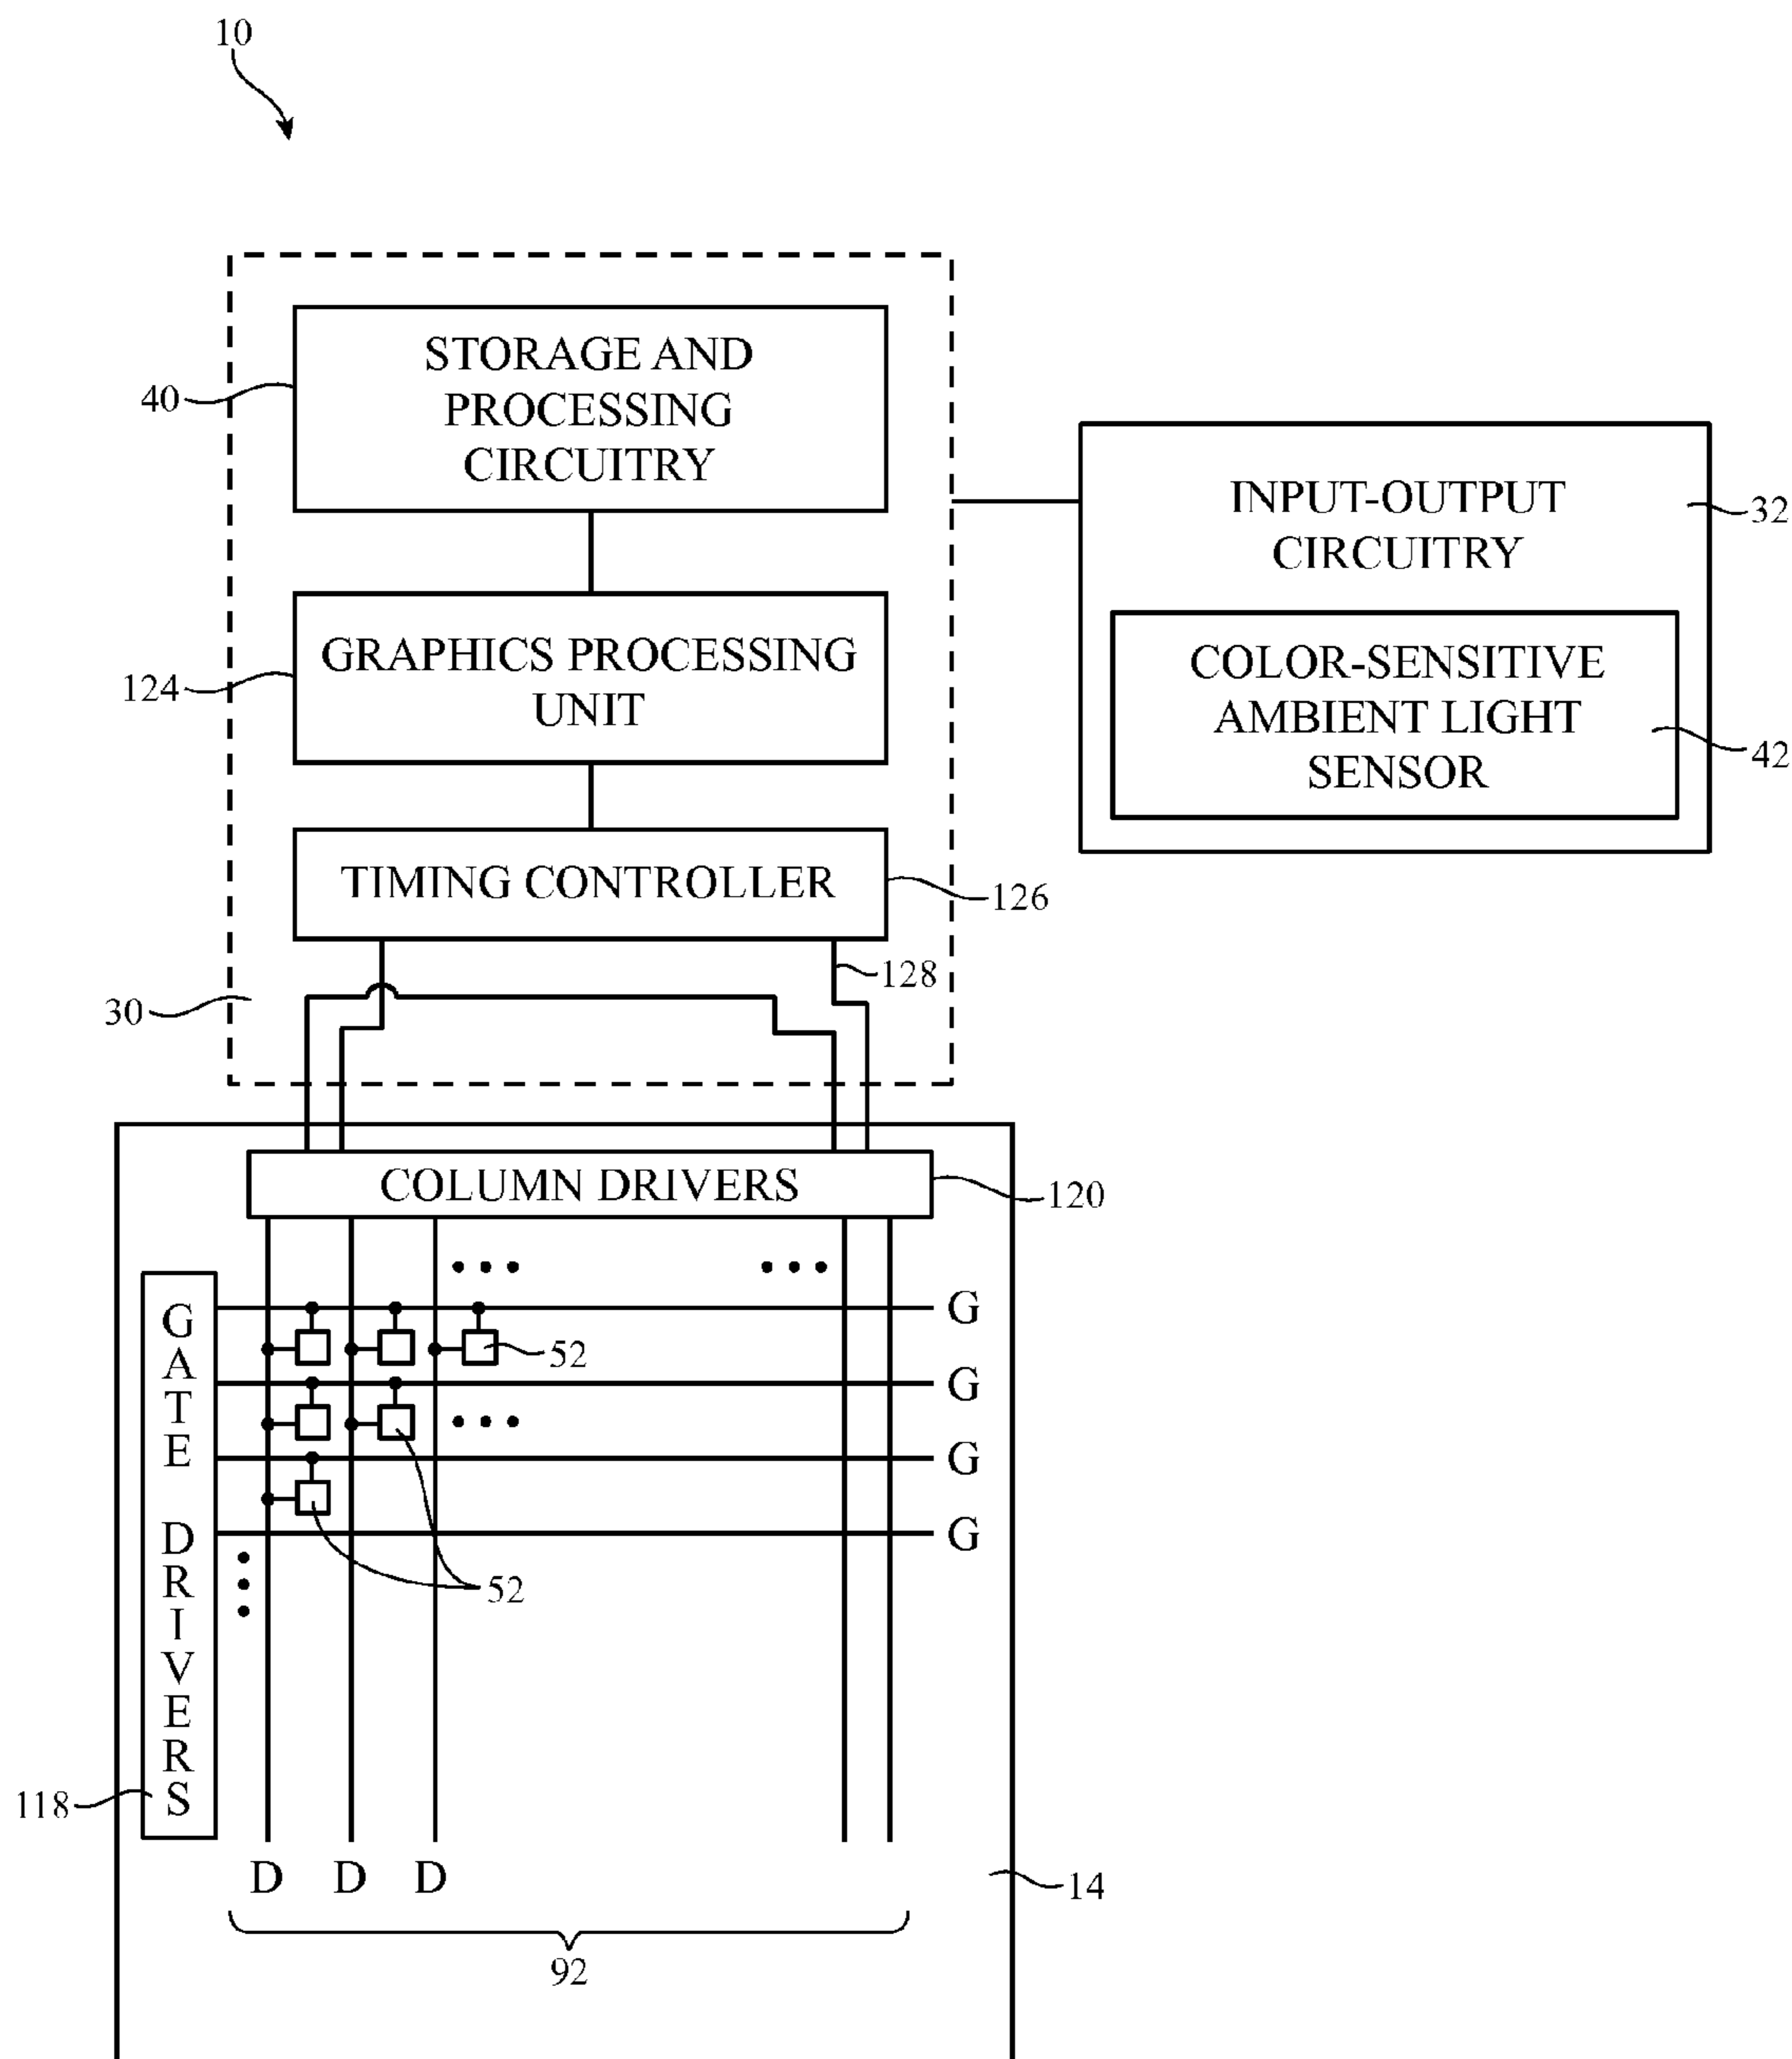 10
STORAGE AND
PROCESSING
CIRCUITRY
40
INPUT-OUTPUT
CIRCUITRY
32
GRAPHICS PROCESSING
UNIT
124
COLOR-SENSITIVE
AMBIENT LIGHT
SENSOR
42
TIMING CONTROLLER
126
128
30
COLUMN DRIVERS
120
GATE DRIVERS
G
52
G
G
G
52
118
D D D
14
92